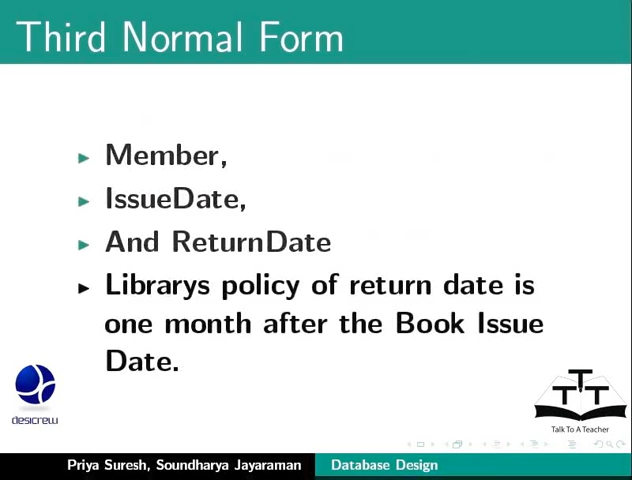 Third Normal Form
Member,
IssueDate,
And ReturnDate
Librarys policy of return date is
one month after the Book Issue
Date.
desicrew
T T T
Talk To A Teacher
Priya Suresh, Soundharya Jayaraman
Database Design